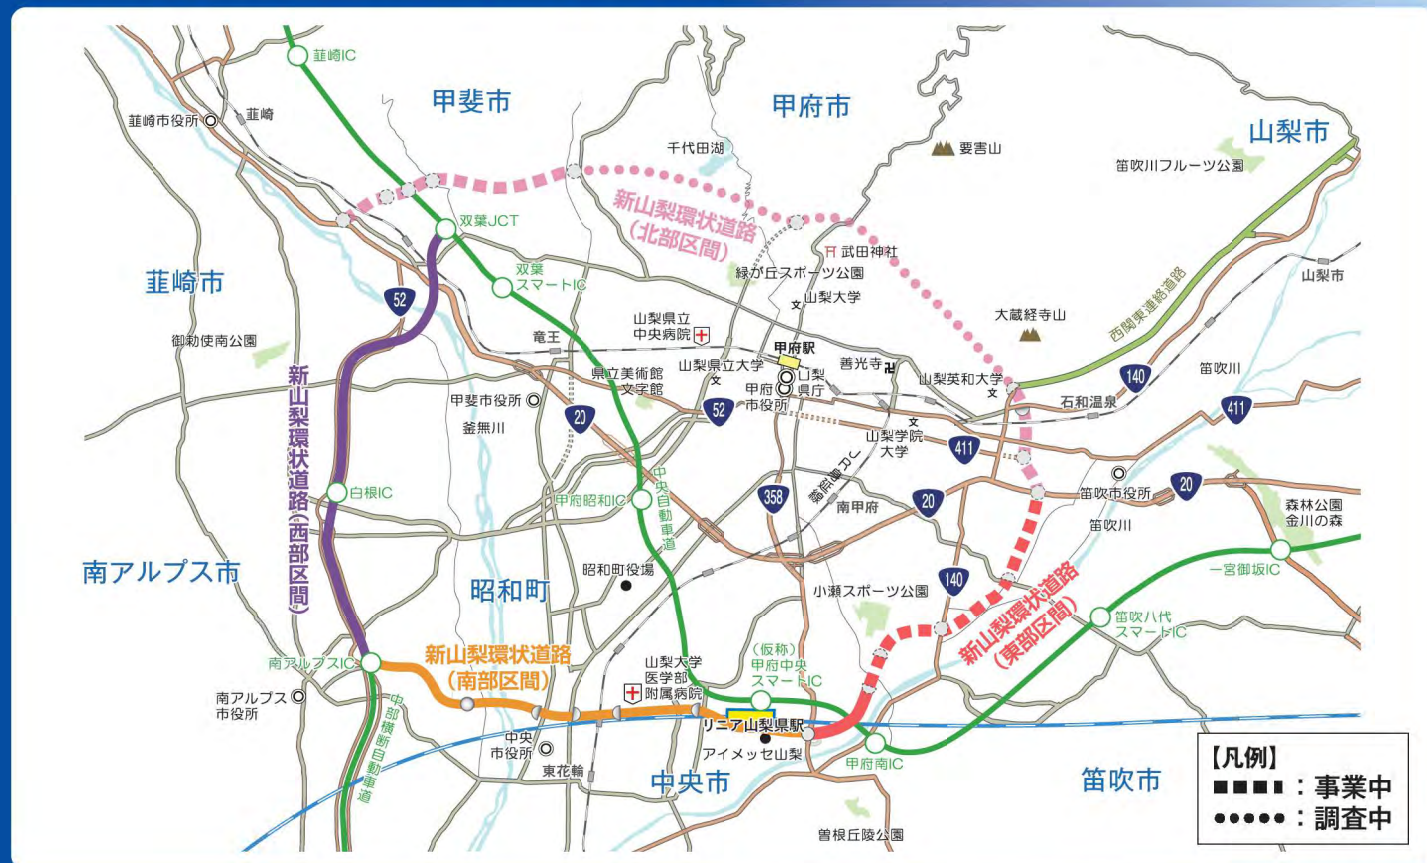 韮崎IC
韮崎市役所
韮崎
甲斐市
甲府市
山梨市
千代田湖
要害山
笛吹川フルーツ公園
新山梨環状道路
(北部区間)
双葉JCT
武田神社
緑が丘スポーツ公園
双葉
スマートIC
韮崎市
52
山梨大学
西関東連絡道路
山梨市
御勅使南公園
竜王
山梨県立
中央病院
大蔵経寺山
甲府駅
善光寺
山梨県立大学
山梨英和大学
140
笛吹川
県立美術館
文学館
山梨
県庁
甲府
市役所
石和温泉
甲斐市役所
20
52
411
釜無川
山梨学院
大学
411
新山梨環状道路(西部区間)
JR身延線
白根IC
甲府昭和IC
中央自動車道
358
南甲府
20
笛吹市役所
20
笛吹川
森林公園
金川の森
南アルプス市
昭和町
昭和町役場
小瀬スポーツ公園
140
一宮御坂IC
新山梨環状道路
(東部区間)
笛吹八代
スマートIC
南アルプスIC
新山梨環状道路
(南部区間)
山梨大学
医学部
附属病院
(仮称)
甲府中央
スマートIC
南アルプス
市役所
中部横断自動車道
中央
市役所
東花輪
リニア山梨県駅
アイメッセ山梨
甲府南IC
中央市
笛吹市
曽根丘陵公園
【凡例】
:事業中
:調査中